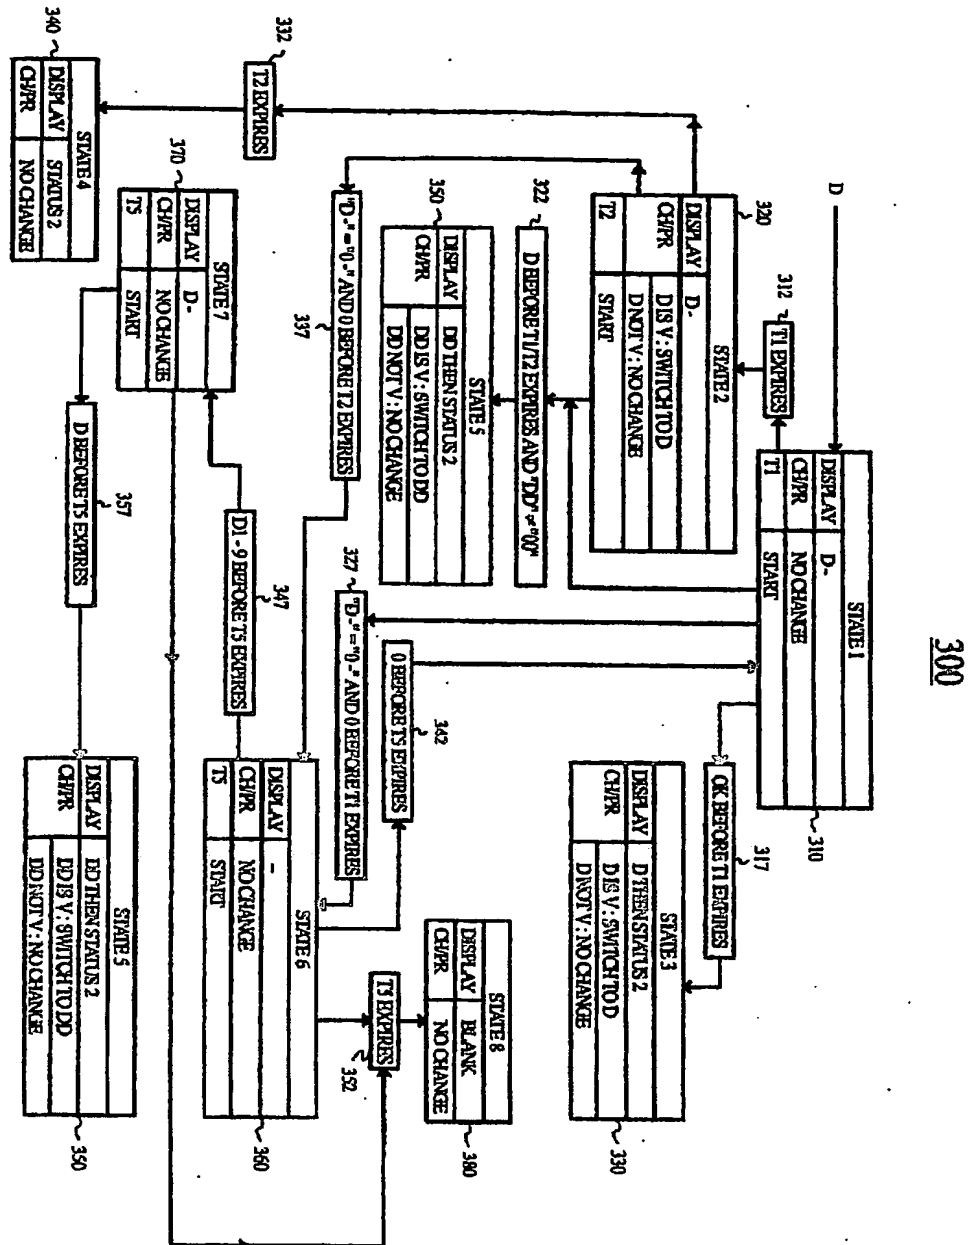 300
D
STATE 1
DISPLAY D-
CH/PR NO CHANGE
T1 START
310
312
T1 EXPIRES
317
OK BEFORE T1 EXPIRES
320
STATE 2
DISPLAY D-
CH/PR D IS V : SWITCH TO D
D NOT V : NO CHANGE
T2 START
STATE 3
DISPLAY D THEN STATUS 2
CH/PR D IS V : SWITCH TO D
D NOT V : NO CHANGE
330
322
D BEFORE T1/T2 EXPIRES AND "DD" ≠ "00"
350
STATE 5
DISPLAY DD THEN STATUS 2
CH/PR DD IS V : SWITCH TO DD
DD NOT V : NO CHANGE
342
0 BEFORE T5 EXPIRES
327
"D-" = "0-" AND 0 BEFORE T1 EXPIRES
337
"D-" = "0-" AND 0 BEFORE T2 EXPIRES
STATE 8
DISPLAY BLANK
CH/PR NO CHANGE
380
T5 EXPIRES
352
332
T2 EXPIRES
347
D1 - 9 BEFORE T5 EXPIRES
STATE 6
DISPLAY -
CH/PR NO CHANGE
T5 START
360
370
STATE 7
DISPLAY D-
CH/PR NO CHANGE
T5 START
357
D BEFORE T5 EXPIRES
340
STATE 4
DISPLAY STATUS 2
CH/PR NO CHANGE
STATE 5
DISPLAY DD THEN STATUS 2
CH/PR DD IS V : SWITCH TO DD
DD NOT V : NO CHANGE
350